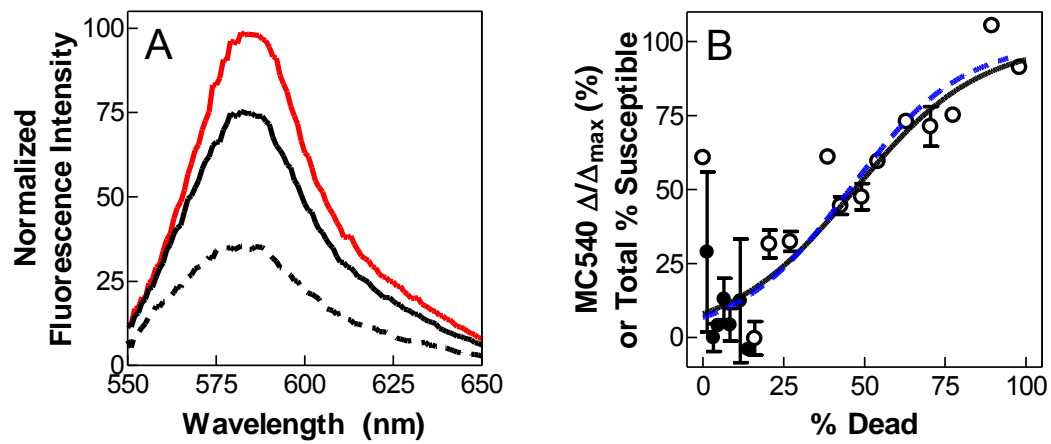 A
Normalized
Fluorescence Intensity
100
75
50
25
0
550
575
600
625
650
Wavelength (nm)
B
MC540 Δ/Δmax (%)
or Total % Susceptible
100
75
50
25
0
0
25
50
75
100
% Dead